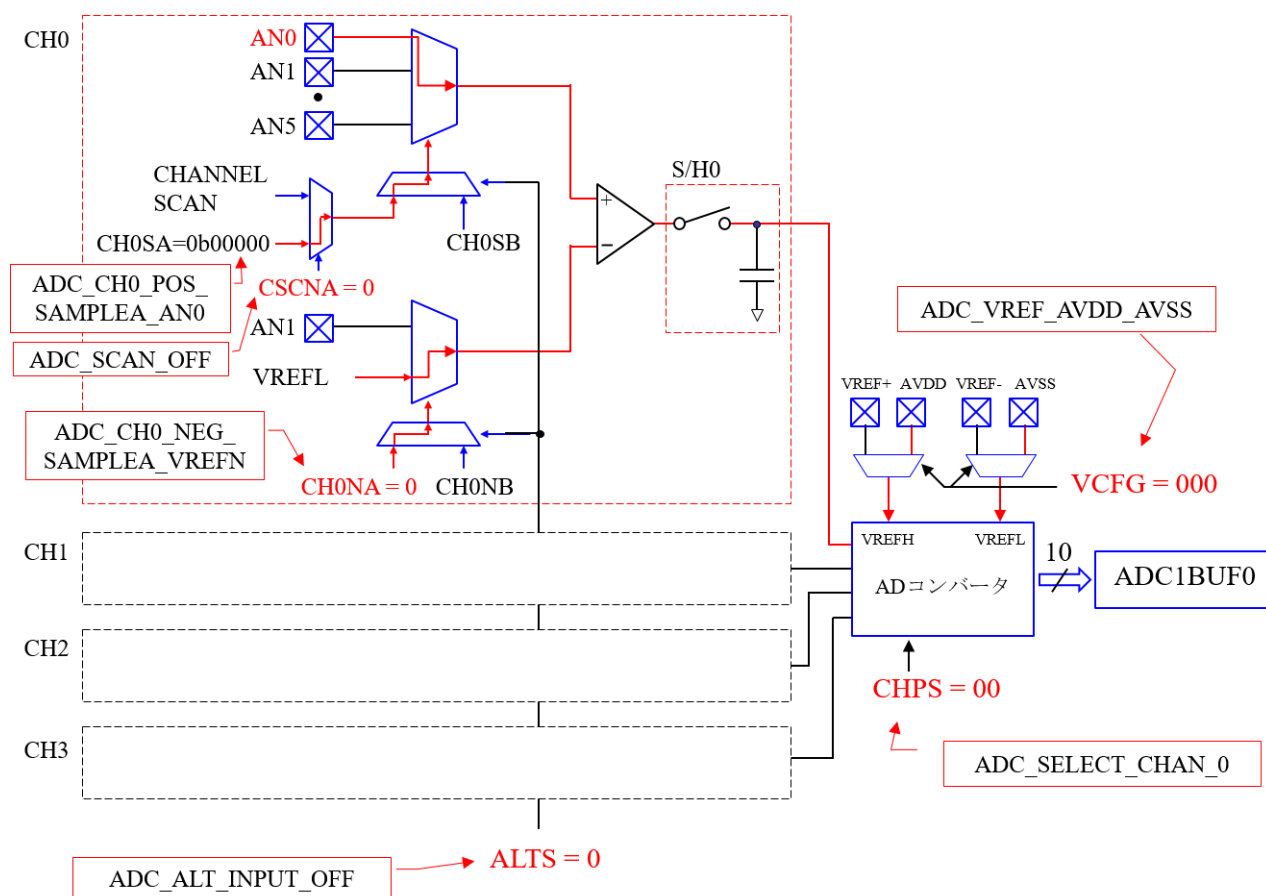 CH0
AN0
AN1
AN5
CHANNEL
SCAN
CH0SA=0b00000
CH0SB
ADC_CH0_POS_
SAMPLEA_AN0
CSCNA = 0
ADC_SCAN_OFF
AN1
VREFL
ADC_CH0_NEG_
SAMPLEA_VREFN
CH0NA = 0
CH0NB
+
−
S/H0
ADC_VREF_AVDD_AVSS
VREF+
AVDD
VREF-
AVSS
VCFG = 000
VREFH
VREFL
ADコンバータ
10
ADC1BUF0
CH1
CH2
CH3
CHPS = 00
ADC_SELECT_CHAN_0
ALTS = 0
ADC_ALT_INPUT_OFF